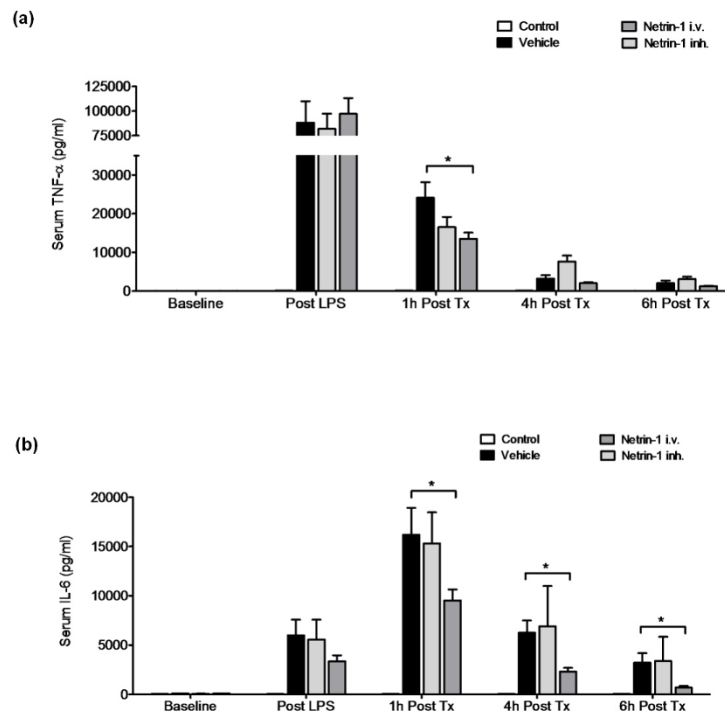 (a)
Control
Netrin-1 i.v.
Vehicle
Netrin-1 inh.
Serum TNF-α (pg/ml)
125000
100000
75000
30000
20000
10000
0
*
Baseline
Post LPS
1h Post Tx
4h Post Tx
6h Post Tx
(b)
Control
Netrin-1 i.v.
Vehicle
Netrin-1 inh.
Serum IL-6 (pg/ml)
20000
15000
10000
5000
0
*
*
*
Baseline
Post LPS
1h Post Tx
4h Post Tx
6h Post Tx